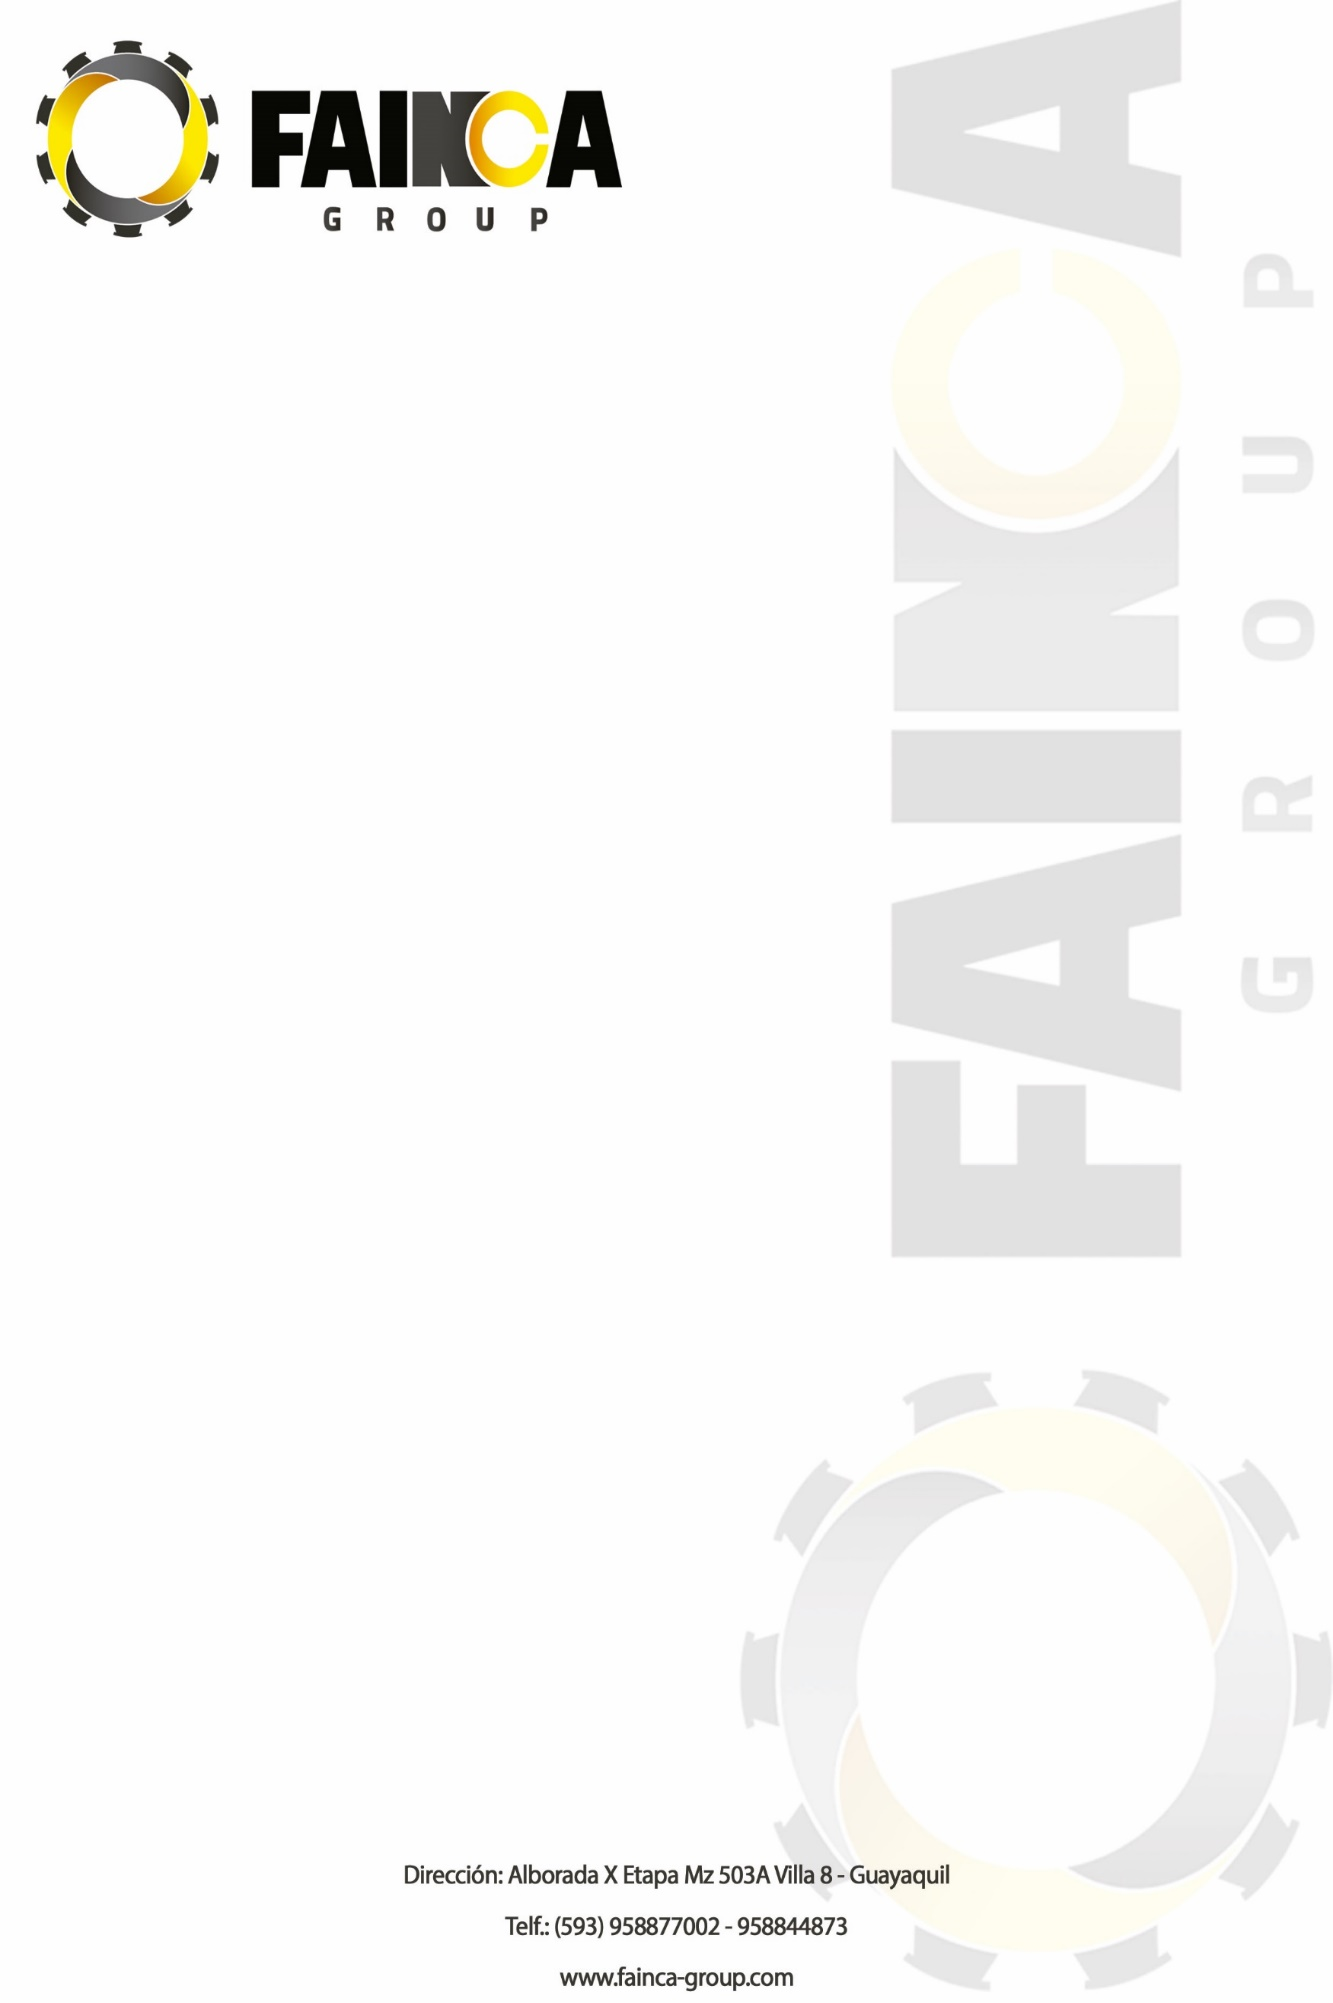 FAINCA
GROUP
FAINCA
GROUP
Dirección: Alborada X Etapa Mz 503A Villa 8 - Guayaquil
Telf.: (593) 958877002 - 958844873
www.fainca-group.com